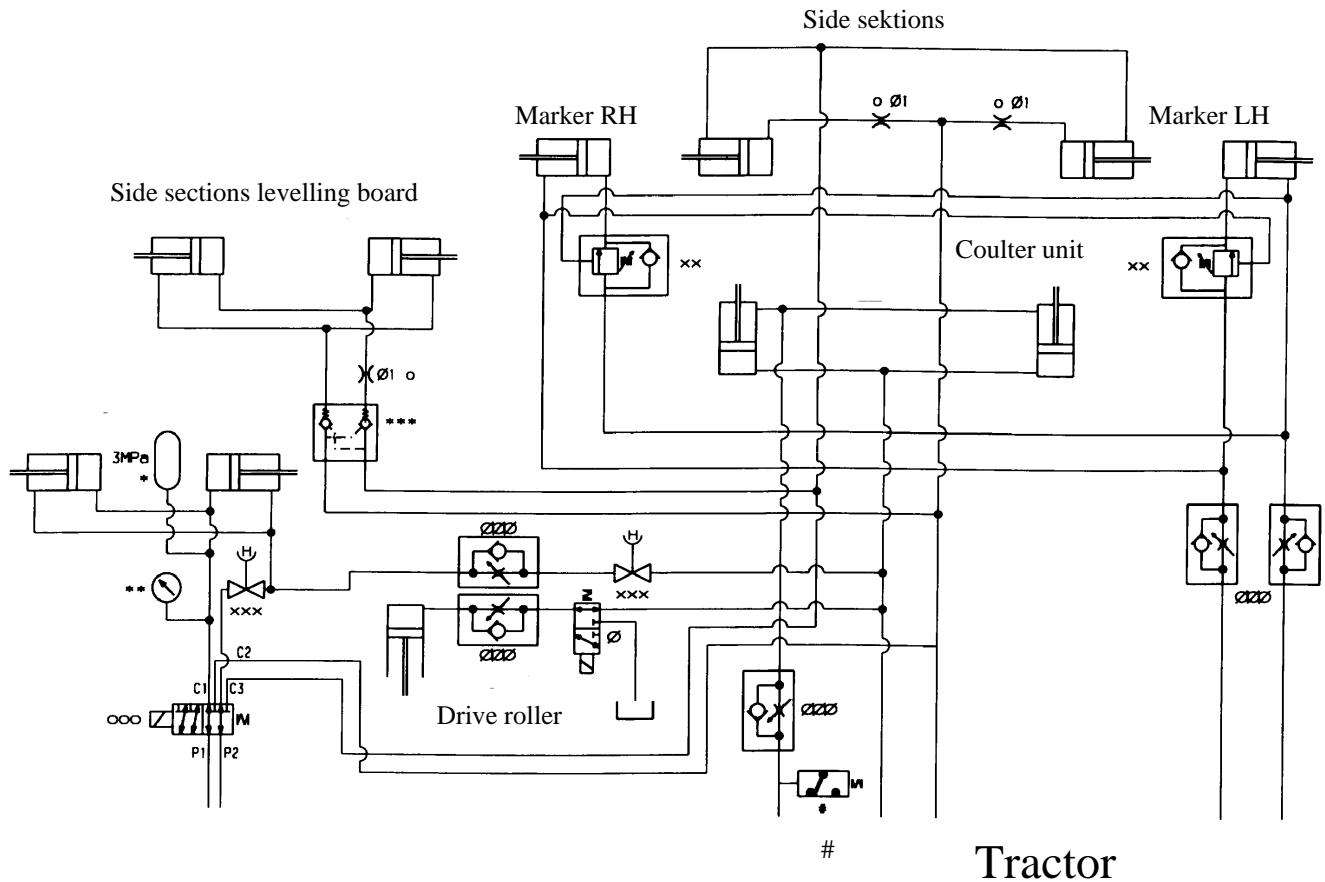 Side sektions
o Ø1
o Ø1
Marker RH
Marker LH
Side sections levelling board
xx
Coulter unit
xx
Ø1 o
***
3MPa
*
ØØØ
H
H
**
xxx
xxx
ØØØ
Ø
ØØØ
C2
C1
C3
ooo
Drive roller
ØØØ
P1
P2
#
#
Tractor